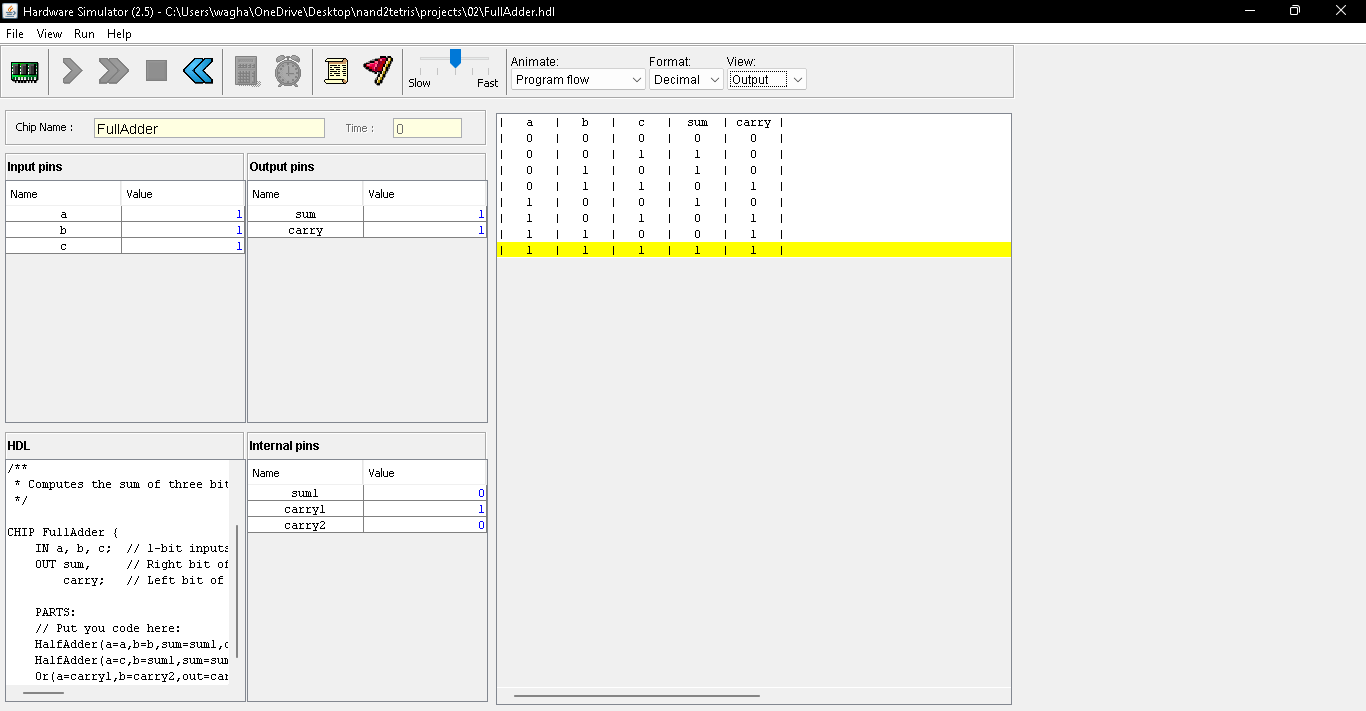 Hardware Simulator (2.5) - C:\Users\wagha\OneDrive\Desktop\nand2tetris\projects\02\FullAdder.hdl
File View Run Help
Slow Fast
Animate: Format: View:
Program flow Decimal Output
Chip Name : FullAdder Time : 0
Input pins
Name Value
a 1
b 1
c 1
Output pins
Name Value
sum 1
carry 1
HDL
/**
* Computes the sum of three bit
*/
CHIP FullAdder {
IN a, b, c; // 1-bit inputs
OUT sum, // Right bit of
carry; // Left bit of
PARTS:
// Put you code here:
HalfAdder(a=a,b=b,sum=sum1,c
HalfAdder(a=c,b=sum1,sum=sum
Or(a=carry1,b=carry2,out=car
Internal pins
Name Value
sum1 0
carry1 1
carry2 0
| a | b | c | sum | carry |
| 0 | 0 | 0 | 0 | 0 |
| 0 | 0 | 1 | 1 | 0 |
| 0 | 1 | 0 | 1 | 0 |
| 0 | 1 | 1 | 0 | 1 |
| 1 | 0 | 0 | 1 | 0 |
| 1 | 0 | 1 | 0 | 1 |
| 1 | 1 | 0 | 0 | 1 |
| 1 | 1 | 1 | 1 | 1 |